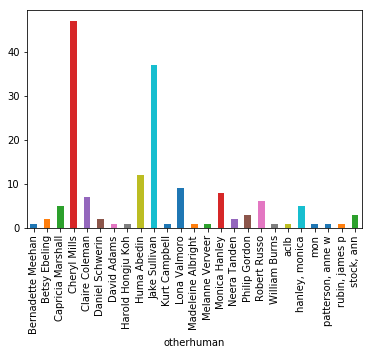 40
30
20
10
0
Bernadette Meehan
Betsy Ebeling
Capricia Marshall
Cheryl Mills
Claire Coleman
Daniel Schwerin
David Adams
Harold Hongju Koh
Huma Abedin
Jake Sullivan
Kurt Campbell
Lona Valmoro
Madeleine Albright
Melanne Verveer
Monica Hanley
Neera Tanden
Philip Gordon
Robert Russo
William Burns
aclb
hanley, monica
mon
patterson, anne w
rubin, james p
stock, ann
otherhuman